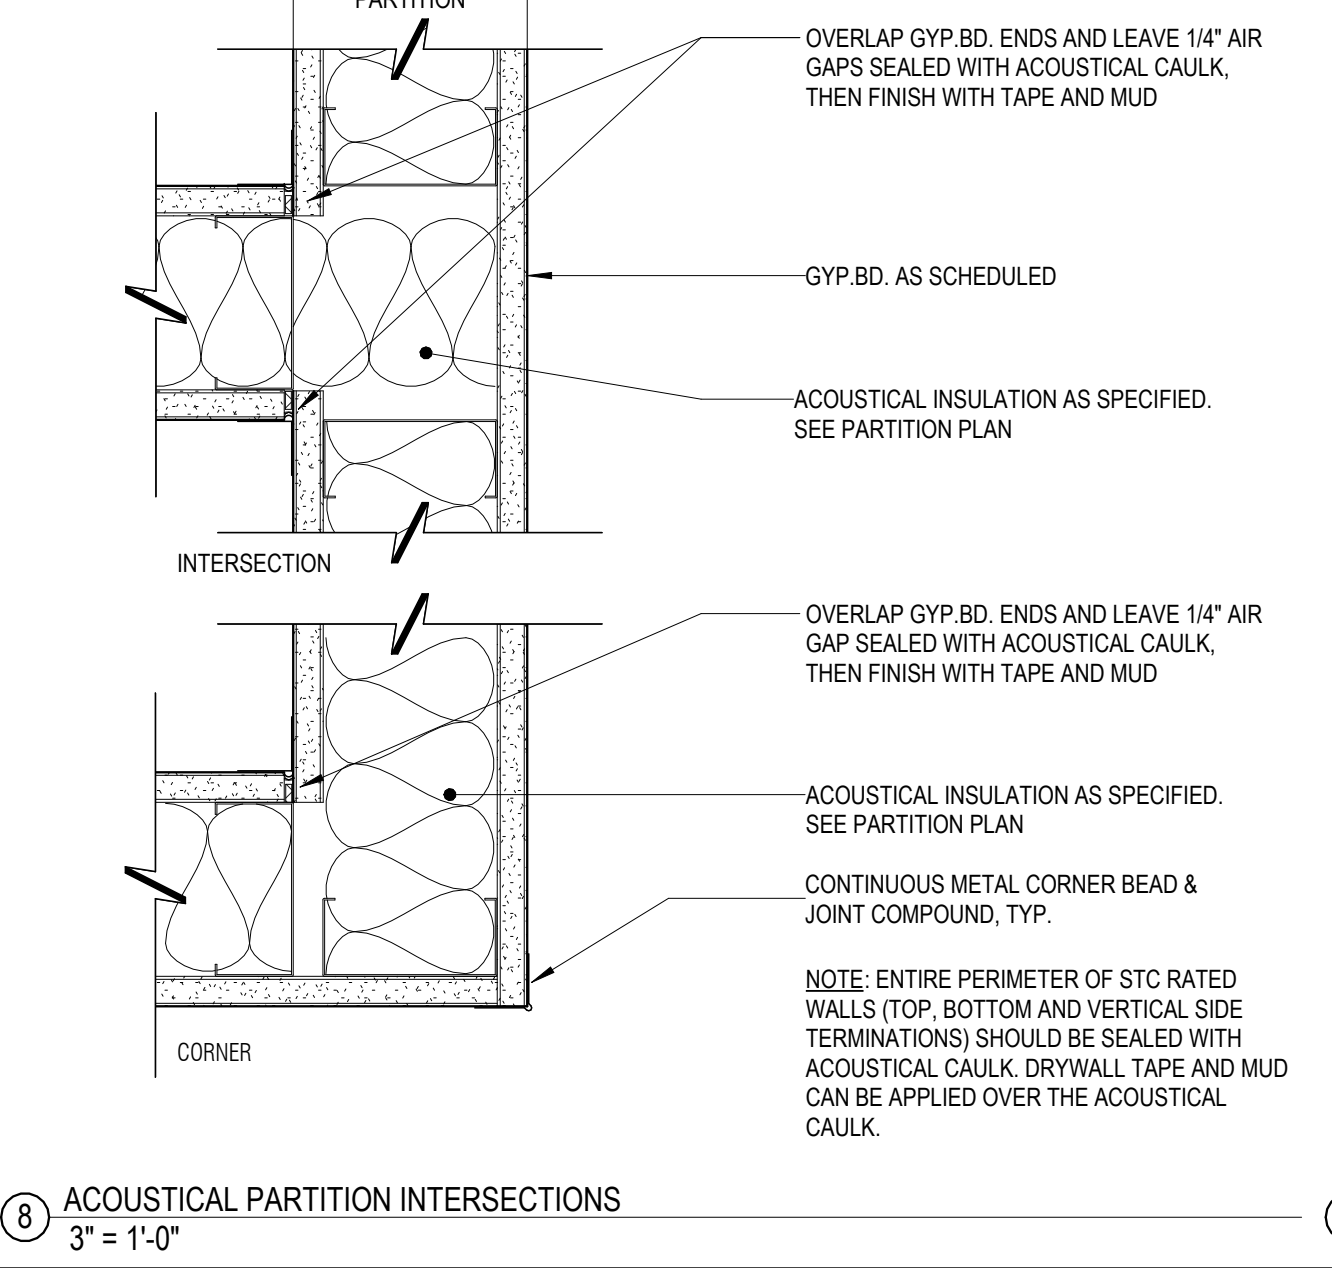 PARTITION
OVERLAP GYP.BD. ENDS AND LEAVE 1/4" AIR
GAPS SEALED WITH ACOUSTICAL CAULK,
THEN FINISH WITH TAPE AND MUD
GYP.BD. AS SCHEDULED
ACOUSTICAL INSULATION AS SPECIFIED.
SEE PARTITION PLAN
INTERSECTION
OVERLAP GYP.BD. ENDS AND LEAVE 1/4" AIR
GAP SEALED WITH ACOUSTICAL CAULK,
THEN FINISH WITH TAPE AND MUD
ACOUSTICAL INSULATION AS SPECIFIED.
SEE PARTITION PLAN
CONTINUOUS METAL CORNER BEAD &
JOINT COMPOUND, TYP.
NOTE: ENTIRE PERIMETER OF STC RATED
WALLS (TOP, BOTTOM AND VERTICAL SIDE
TERMINATIONS) SHOULD BE SEALED WITH
ACOUSTICAL CAULK. DRYWALL TAPE AND MUD
CAN BE APPLIED OVER THE ACOUSTICAL
CAULK.
CORNER
8 ACOUSTICAL PARTITION INTERSECTIONS
3" = 1'-0"